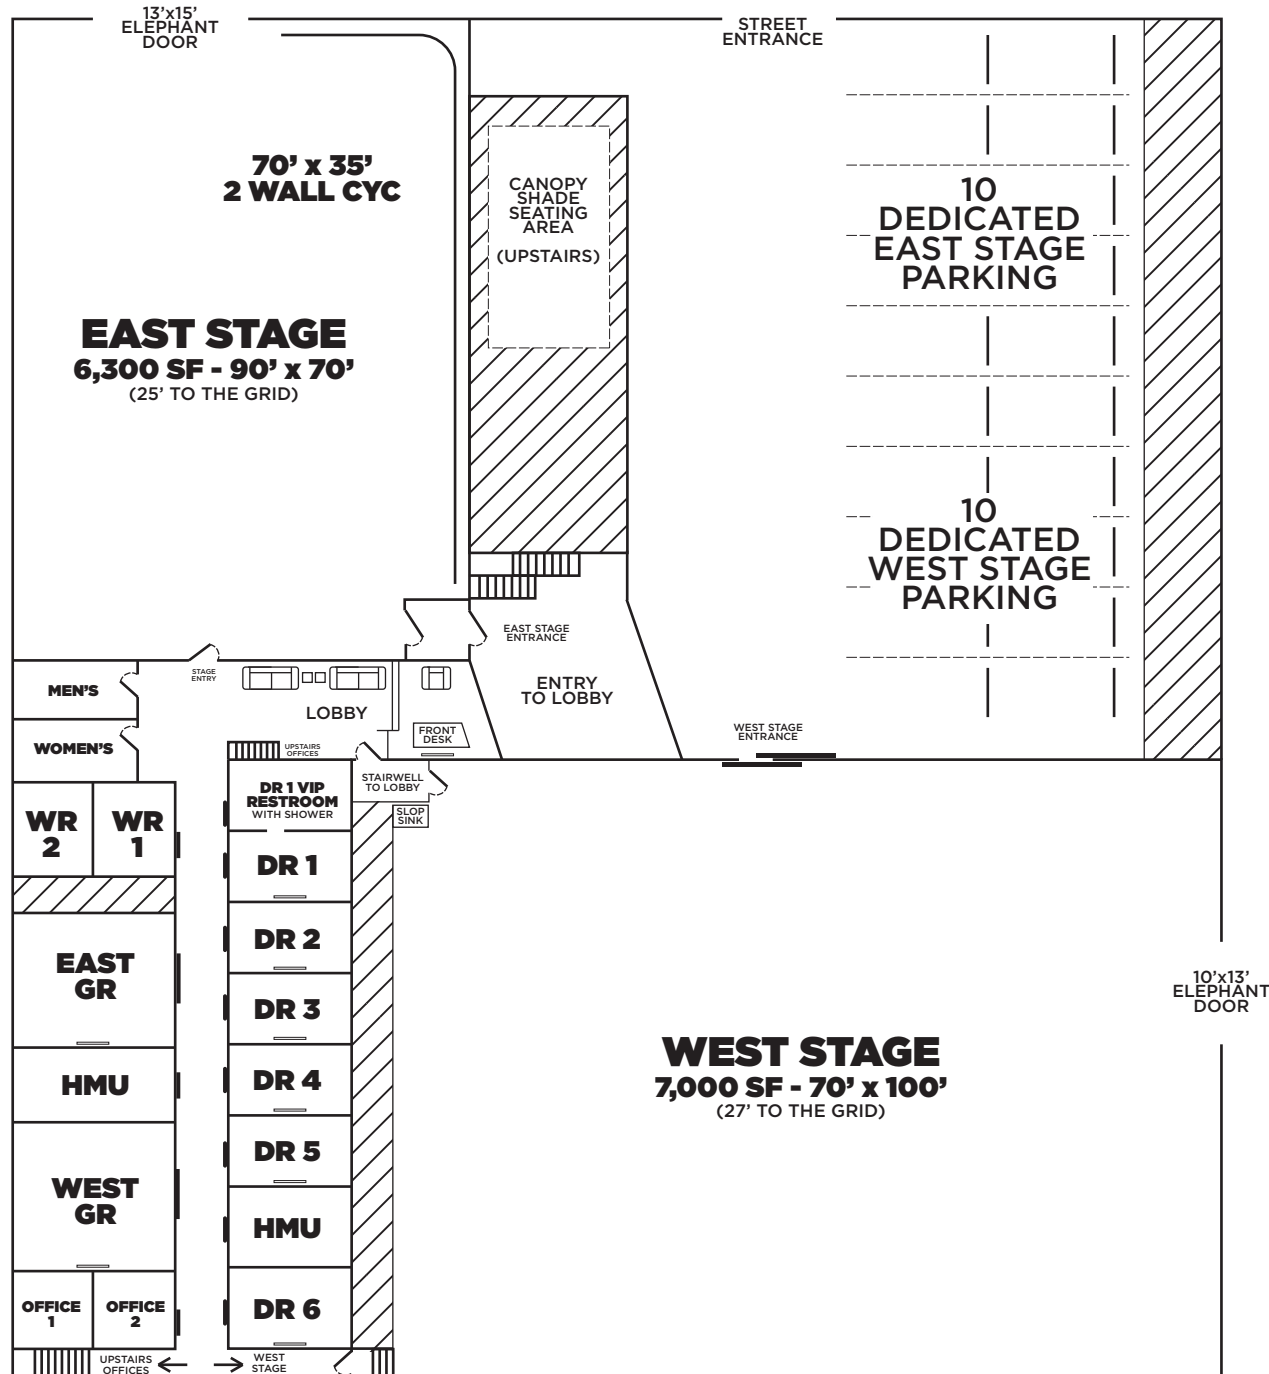 13’x15’
ELEPHANT
DOOR
STREET
ENTRANCE
70’ x 35’
2 WALL CYC
CANOPY
SHADE
SEATING
AREA
(UPSTAIRS)
10
DEDICATED
EAST STAGE
PARKING
EAST STAGE
6,300 SF - 90’ x 70’
(25’ TO THE GRID)
10
DEDICATED
WEST STAGE
PARKING
EAST STAGE
ENTRANCE
STAGE
ENTRY
MEN’S
LOBBY
ENTRY
TO LOBBY
FRONT
DESK
WEST STAGE
ENTRANCE
WOMEN’S
UPSTAIRS
OFFICES
STAIRWELL
TO LOBBY
DR 1 VIP
RESTROOM
WITH SHOWER
SLOP
SINK
WR
2
WR
1
DR 1
DR 2
EAST
GR
DR 3
10’x13’
ELEPHANT
DOOR
WEST STAGE
7,000 SF - 70’ x 100’
(27’ TO THE GRID)
HMU
DR 4
DR 5
WEST
GR
HMU
OFFICE
1
OFFICE
2
DR 6
UPSTAIRS
OFFICES
WEST
STAGE